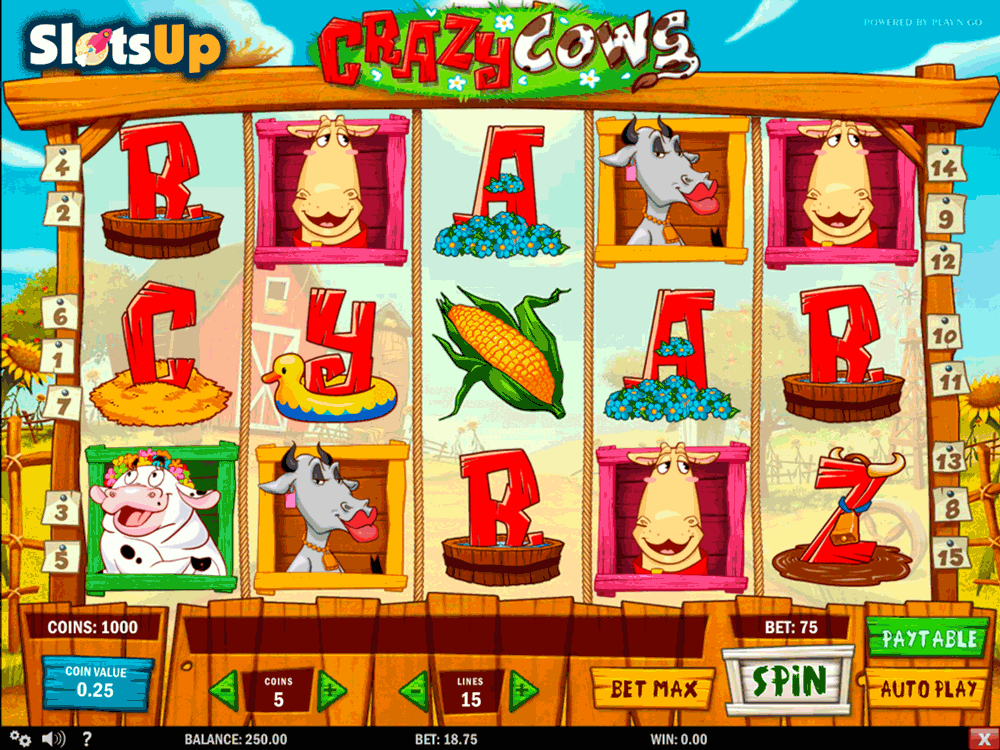 SlotsUp
CRAZY COWS
POWERED BY PLAY'N GO
4
2
6
1
7
3
5
14
9
12
10
11
13
8
15
R
A
C
Y
A
R
R
Z
COINS: 1000
COIN VALUE
0.25
COINS
5
LINES
15
BET: 75
BET MAX
SPIN
PAYTABLE
AUTO PLAY
?
BALANCE: 250.00
BET: 18.75
WIN: 0.00
X